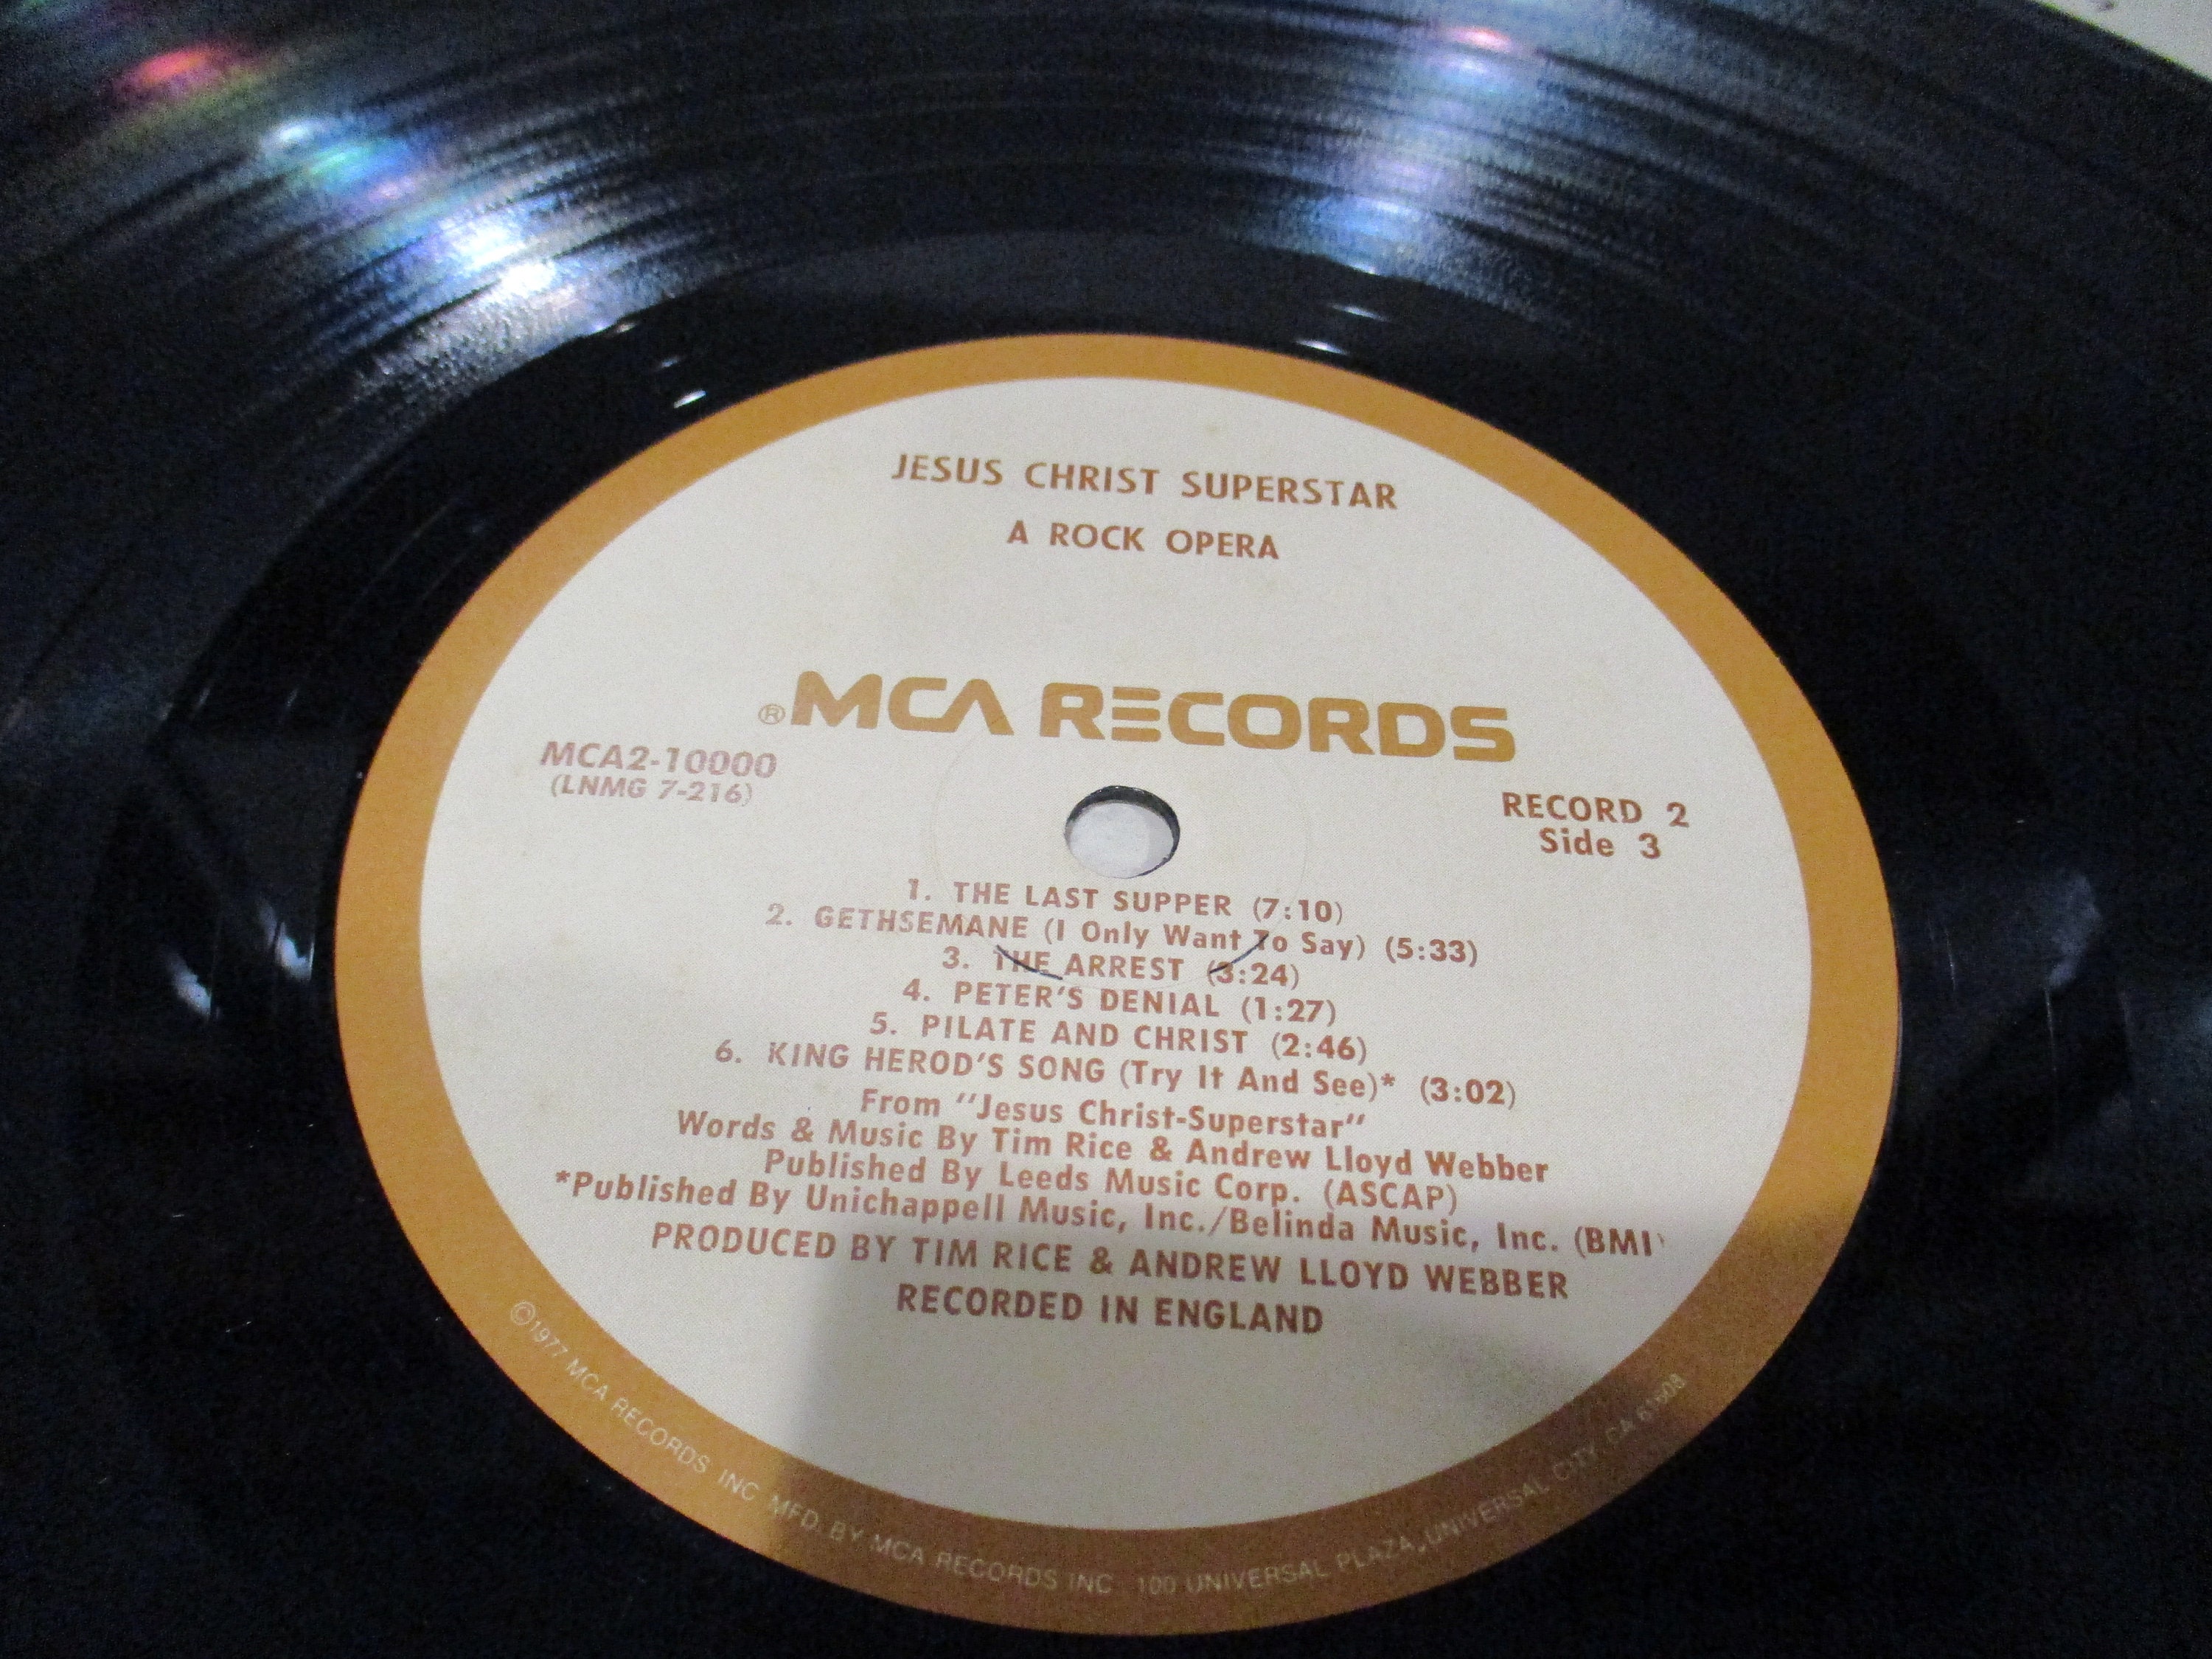 JESUS CHRIST SUPERSTAR
A ROCK OPERA
® MCA RECORDS
MCA2-10000
(LNMG 7-216)
RECORD 2
Side 3
1. THE LAST SUPPER (7:10)
2. GETHSEMANE (I Only Want To Say) (5:33)
3. THE ARREST (3:24)
4. PETER'S DENIAL (1:27)
5. PILATE AND CHRIST (2:46)
6. KING HEROD'S SONG (Try It And See)* (3:02)
From "Jesus Christ-Superstar"
Words & Music By Tim Rice & Andrew Lloyd Webber
Published By Leeds Music Corp. (ASCAP)
*Published By Unichappell Music, Inc./Belinda Music, Inc. (BMI)
PRODUCED BY TIM RICE & ANDREW LLOYD WEBBER
RECORDED IN ENGLAND
©1977 MCA RECORDS INC MFD. BY MCA RECORDS INC 100 UNIVERSAL PLAZA, UNIVERSAL CITY, CA